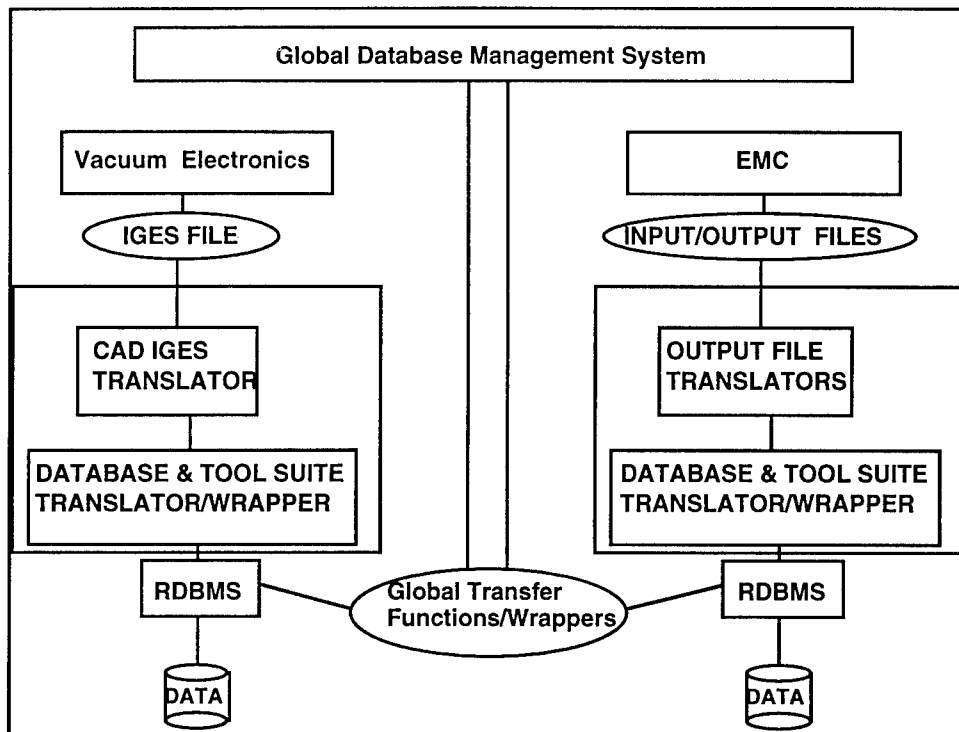 Global Database Management System
Vacuum Electronics
EMC
IGES FILE
INPUT/OUTPUT FILES
CAD IGES
TRANSLATOR
OUTPUT FILE
TRANSLATORS
DATABASE & TOOL SUITE
TRANSLATOR/WRAPPER
DATABASE & TOOL SUITE
TRANSLATOR/WRAPPER
RDBMS
Global Transfer
Functions/Wrappers
RDBMS
DATA
DATA